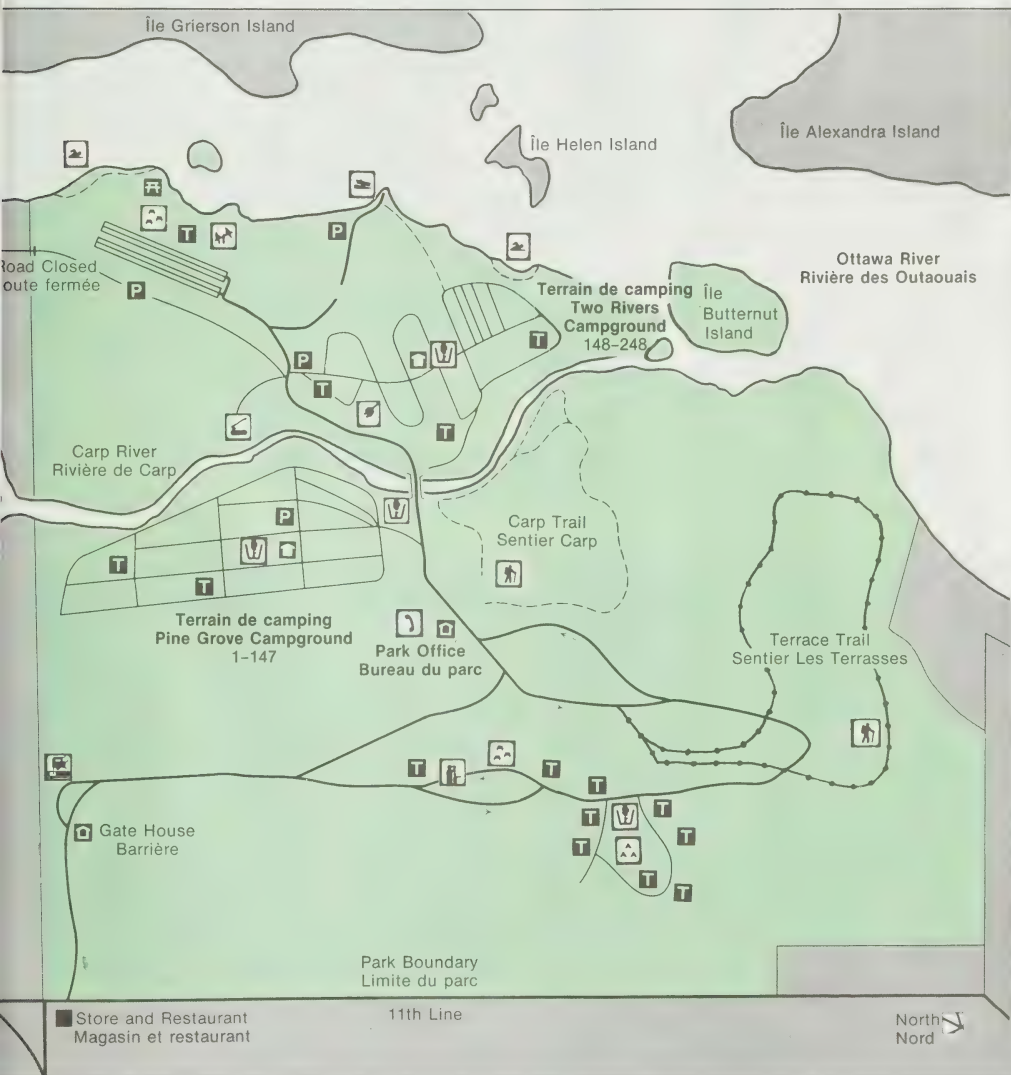 Île Grierson Island
Île Helen Island
Île Alexandra Island
Ottawa River
Rivière des Outaouais
Road Closed
oute fermée
P
T
P
P
T
T
T
Terrain de camping
Two Rivers
Campground
148-248
Île
Butternut
Island
Carp River
Rivière de Carp
P
T
T
Terrain de camping
Pine Grove Campground
1-147
Carp Trail
Sentier Carp
Park Office
Bureau du parc
Terrace Trail
Sentier Les Terrasses
T
T
T
T
T
T
T
T
T
Gate House
Barrière
Park Boundary
Limite du parc
Store and Restaurant
Magasin et restaurant
11th Line
North
Nord